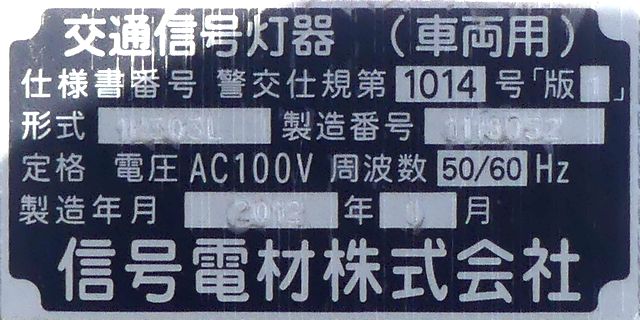 交通信号灯器 （車両用）
仕様書番号 警交仕規第 1014 号「版 1」
形式 製造番号
定格 電圧 AC100V 周波数 50/60 Hz
製造年月 2012 年 月
信号電材株式会社